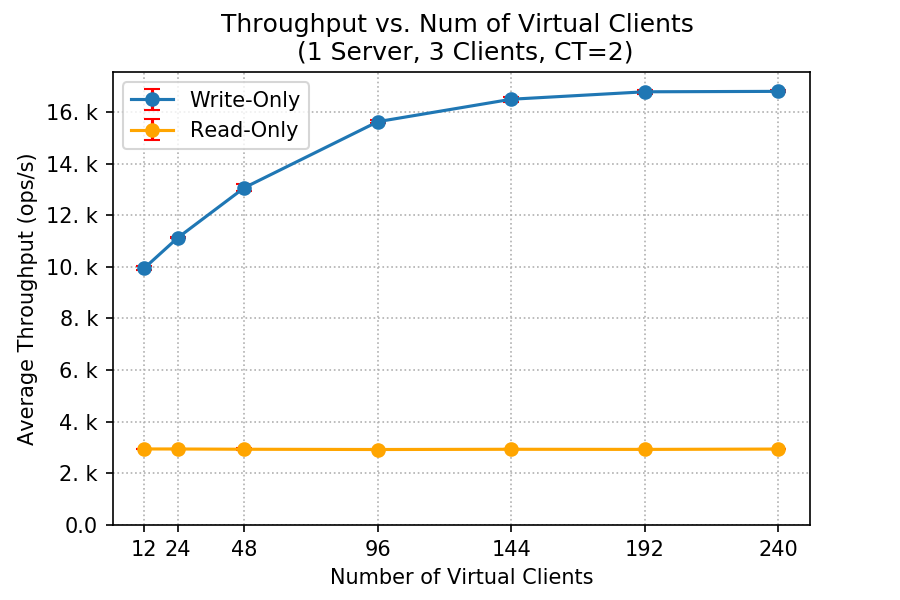 Throughput vs. Num of Virtual Clients
(1 Server, 3 Clients, CT=2)
Write-Only
Read-Only
Average Throughput (ops/s)
16. k
14. k
12. k
10. k
8. k
6. k
4. k
2. k
0.0
12 24 48 96 144 192 240
Number of Virtual Clients